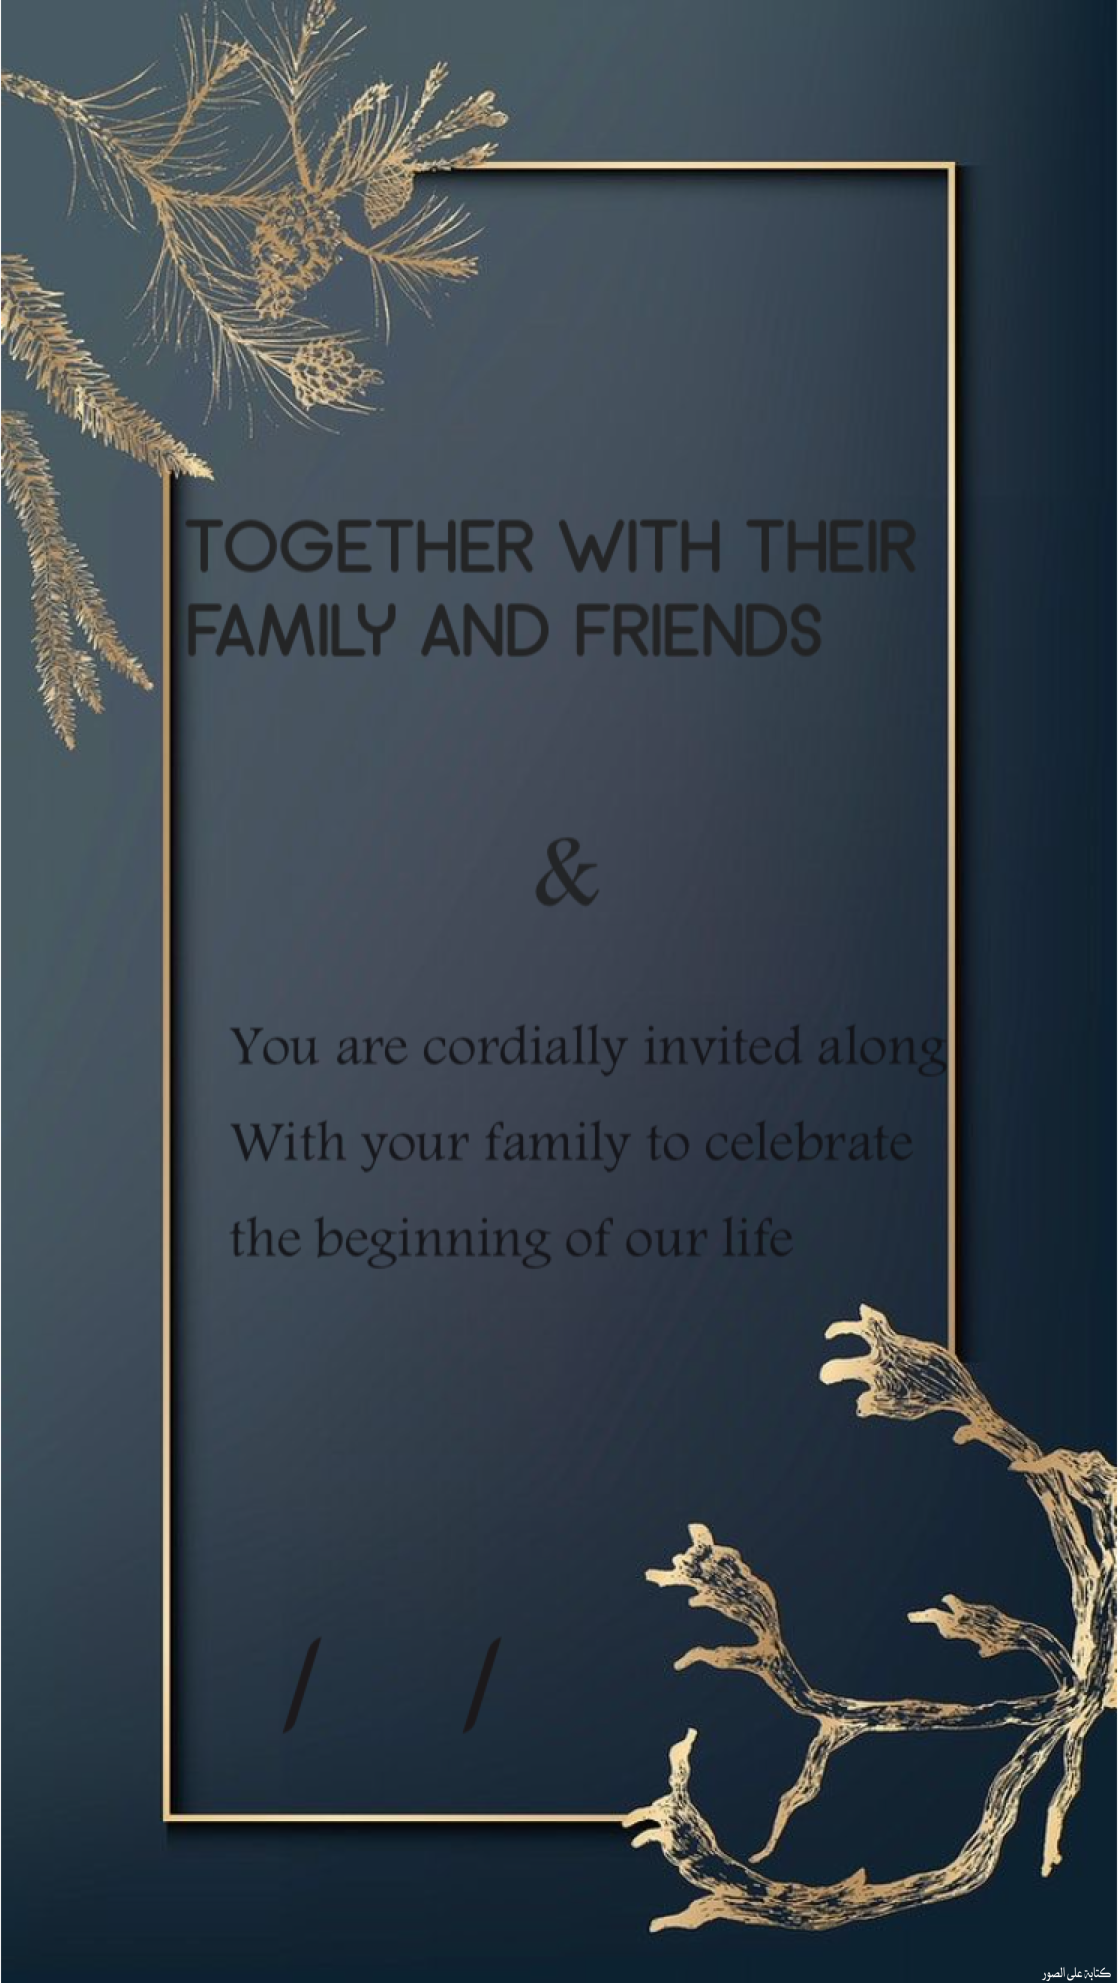 TOGETHER WITH THEIR
FAMILY AND FRIENDS
&
You are cordially invited along
With your family to celebrate
the beginning of our life
/ /
كتابة على الصور